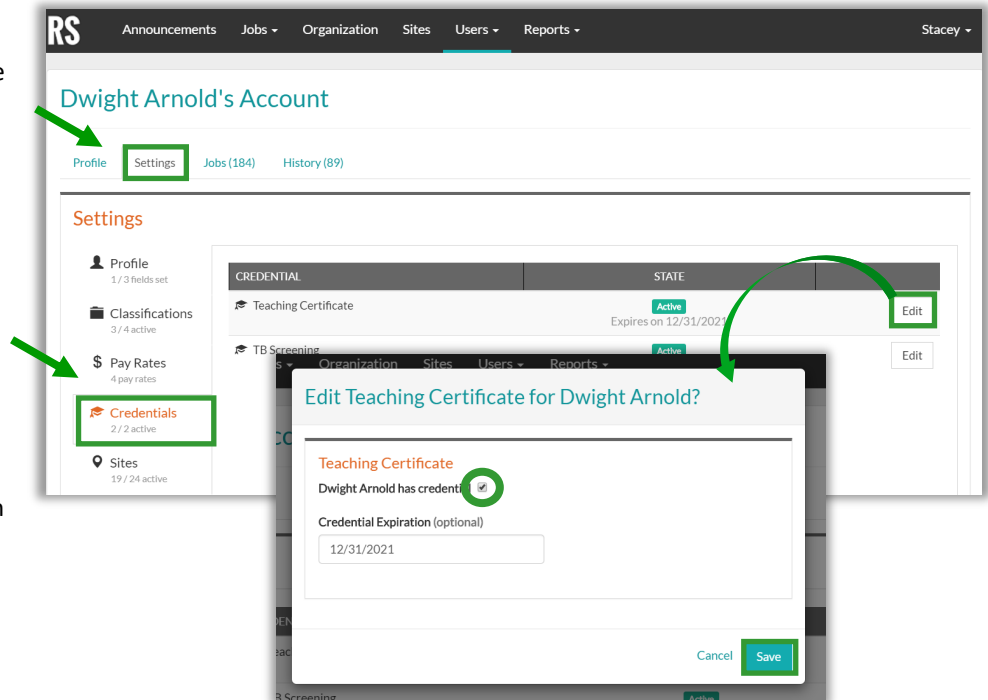 RS Announcements Jobs Organization Sites Users Reports Stacey
e
Dwight Arnold's Account
Profile Settings Jobs (184) History (89)
Settings
Profile
1 / 3 fields set
Classifications
3 / 4 active
$ Pay Rates
4 pay rates
Credentials
2 / 2 active
Sites
19 / 24 active
n
CREDENTIAL STATE
Teaching Certificate Active Edit
Expires on 12/31/2021
TB Screening Active Edit
s Organization Sites Users Reports
Edit Teaching Certificate for Dwight Arnold?
Teaching Certificate
Dwight Arnold has credential
Credential Expiration (optional)
12/31/2021
Cancel Save
Screening Active